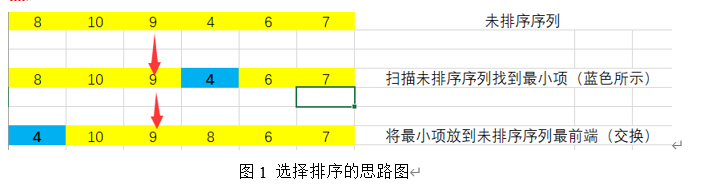 8 10 9 4 6 7 未排序序列
8 10 9 4 6 7 扫描未排序序列找到最小项（蓝色所示）
4 10 9 8 6 7 将最小项放到未排序序列最前端（交换）
图 1 选择排序的思路图